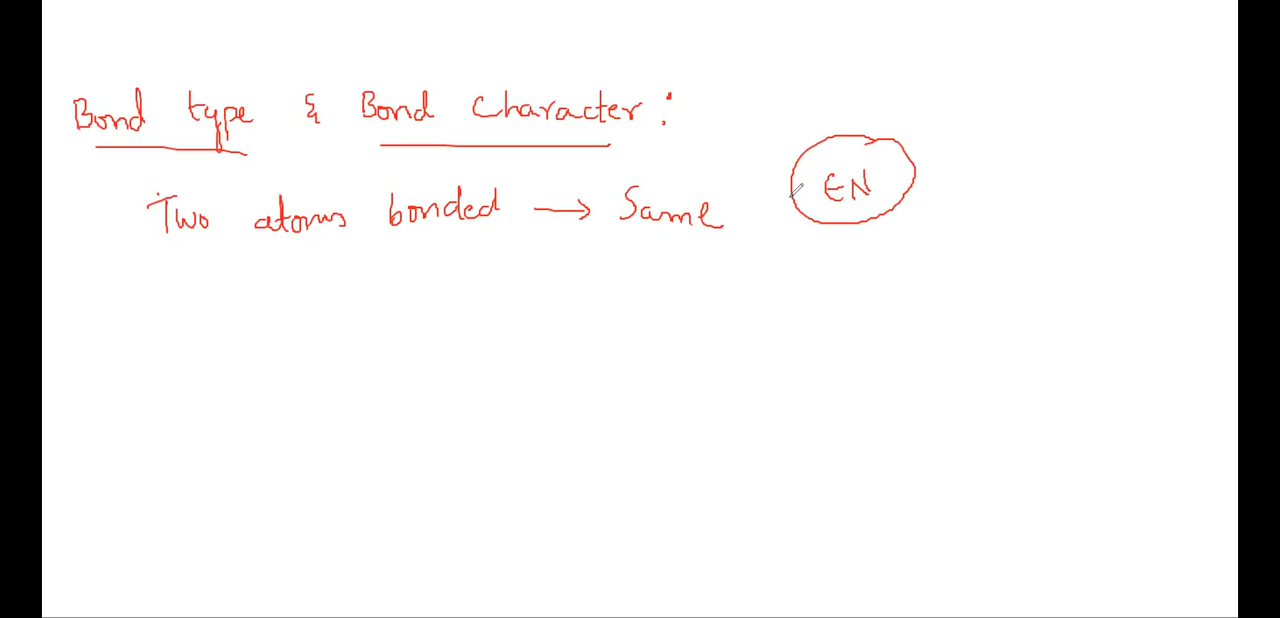 Bond type & Bond Character:
Two atoms bonded → Same EN